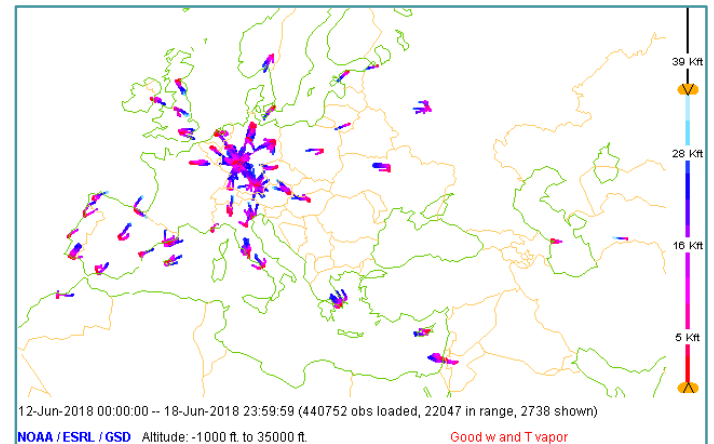 39 Kft
28 Kft
16 Kft
5 Kft
12-Jun-2018 00:00:00 -- 18-Jun-2018 23:59:59 (440752 obs loaded, 22047 in range, 2738 shown)
NOAA / ESRL / GSD Altitude: -1000 ft. to 35000 ft. Good w and T vapor